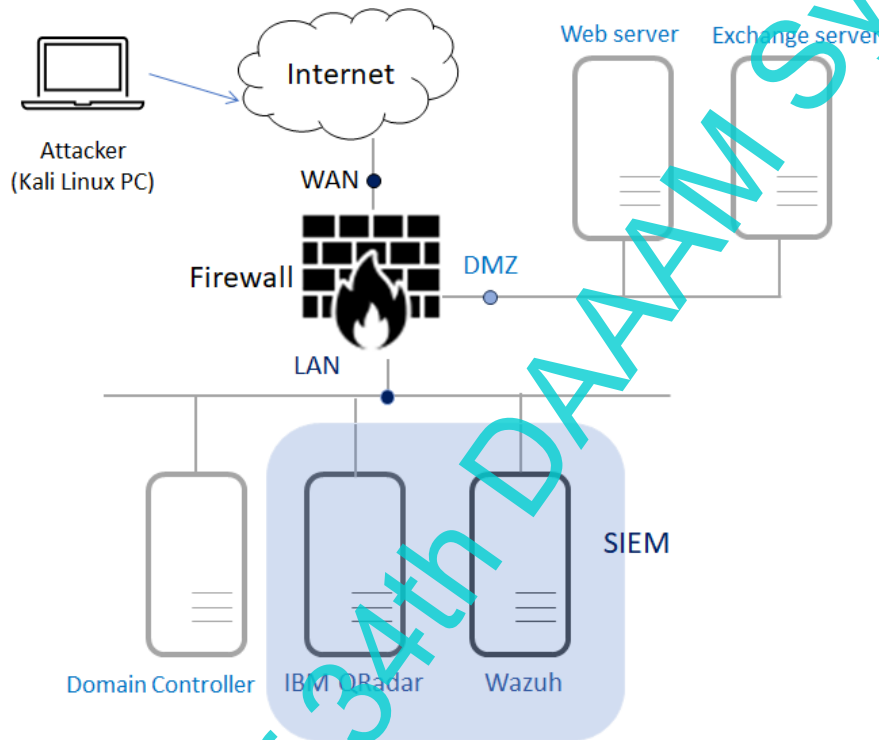 Web server
Exchange server
Internet
Attacker
(Kali Linux PC)
WAN
Firewall
DMZ
LAN
SIEM
Domain Controller
IBM QRadar
Wazuh
34th DAAAM Sy